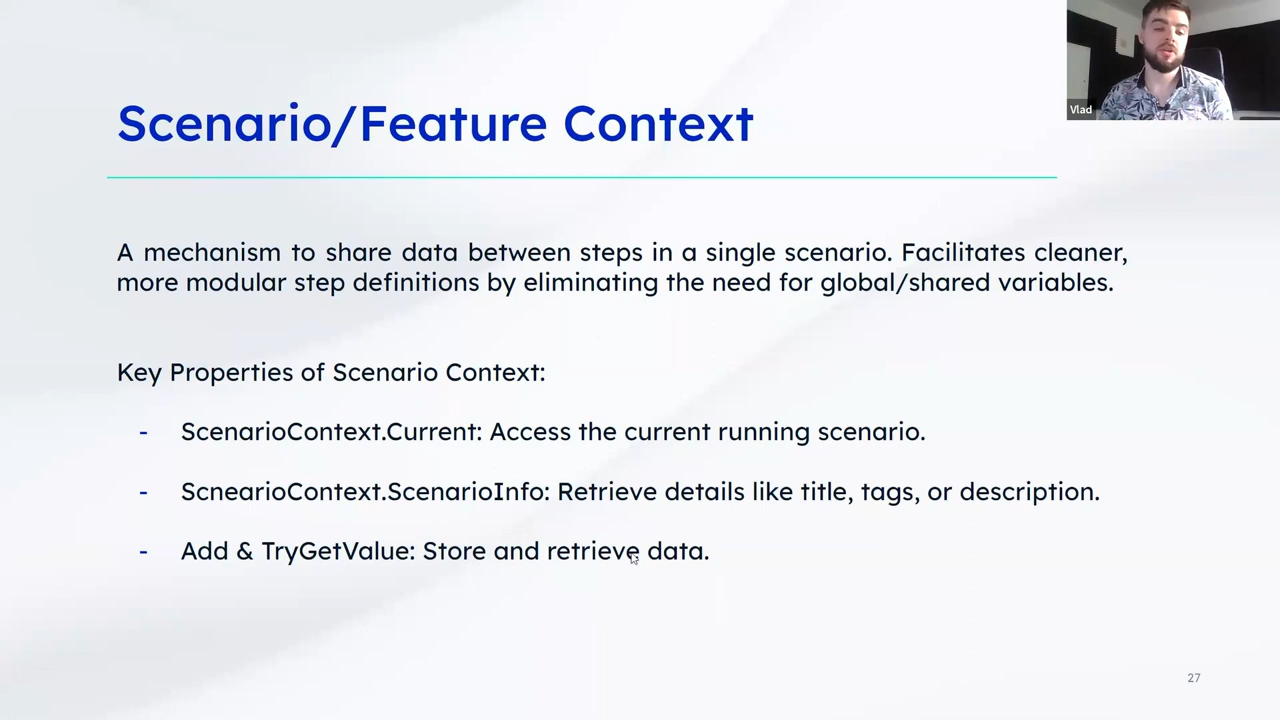 Vlad
Scenario/Feature Context
A mechanism to share data between steps in a single scenario. Facilitates cleaner,
more modular step definitions by eliminating the need for global/shared variables.
Key Properties of Scenario Context:
- ScenarioContext.Current: Access the current running scenario.
- ScnearioContext.ScenarioInfo: Retrieve details like title, tags, or description.
- Add & TryGetValue: Store and retrieve data.
27